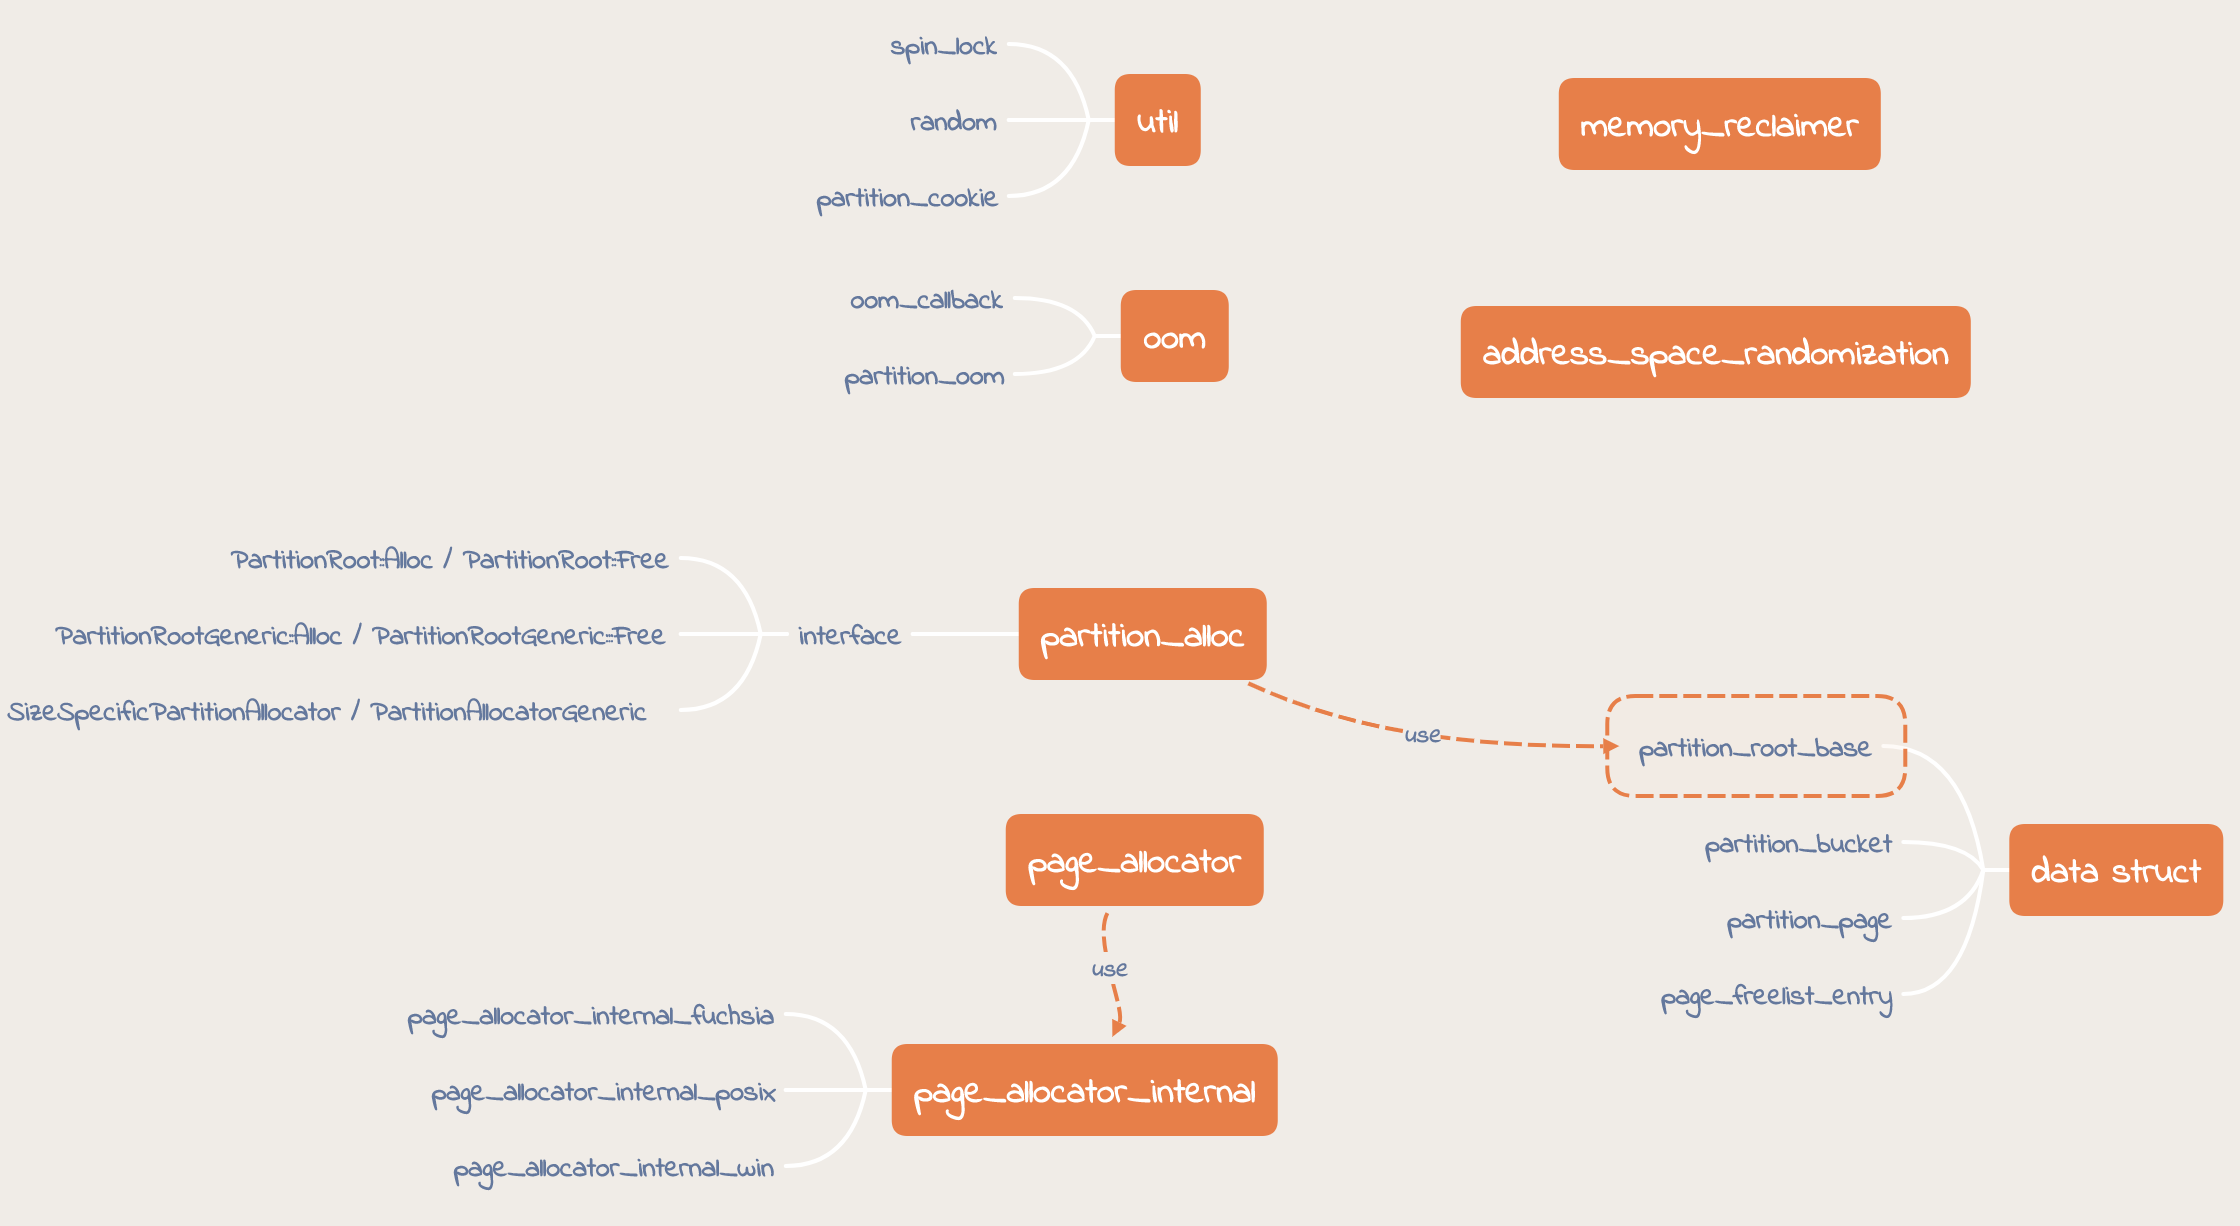 spin_lock
random
util
partition_cookie
memory_reclaimer
oom_callback
oom
partition_oom
address_space_randomization
PartitionRoot::Alloc / PartitionRoot::Free
PartitionRootGeneric::Alloc / PartitionRootGeneric::Free
SizeSpecificPartitionAllocator / PartitionAllocatorGeneric
interface
partition_alloc
use
partition_root_base
partition_bucket
partition_page
page_freelist_entry
data struct
page_allocator
use
page_allocator_internal_fuchsia
page_allocator_internal_posix
page_allocator_internal_win
page_allocator_internal